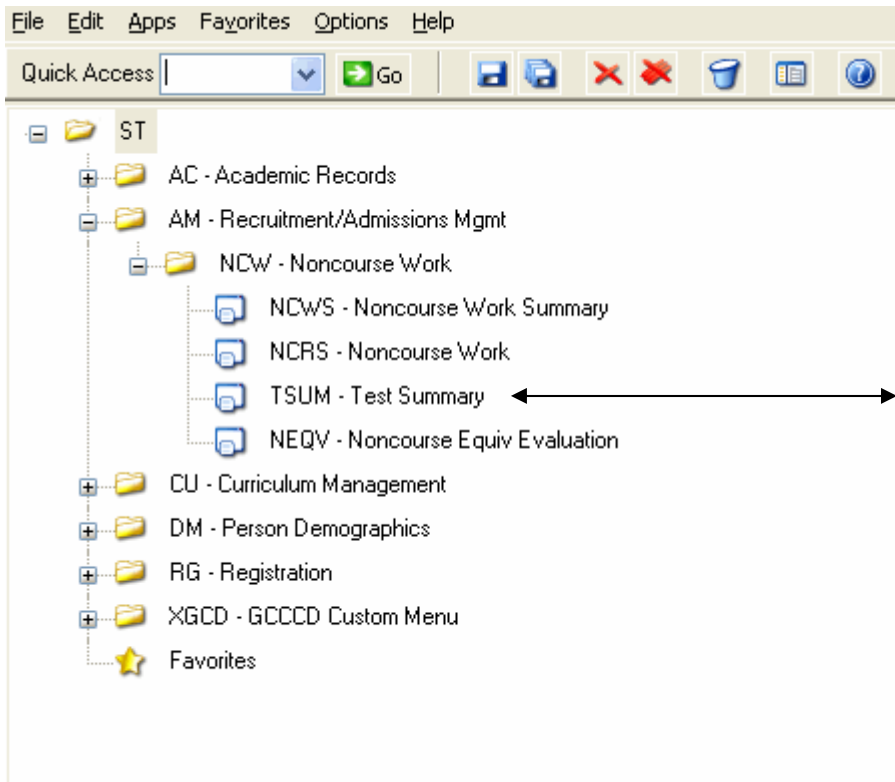 File Edit Apps Favorites Options Help
Quick Access Go
ST
AC - Academic Records
AM - Recruitment/Admissions Mgmt
NCW - Noncourse Work
NCWS - Noncourse Work Summary
NCRS - Noncourse Work
TSUM - Test Summary
NEQV - Noncourse Equiv Evaluation
CU - Curriculum Management
DM - Person Demographics
RG - Registration
XGCD - GCCCD Custom Menu
Favorites